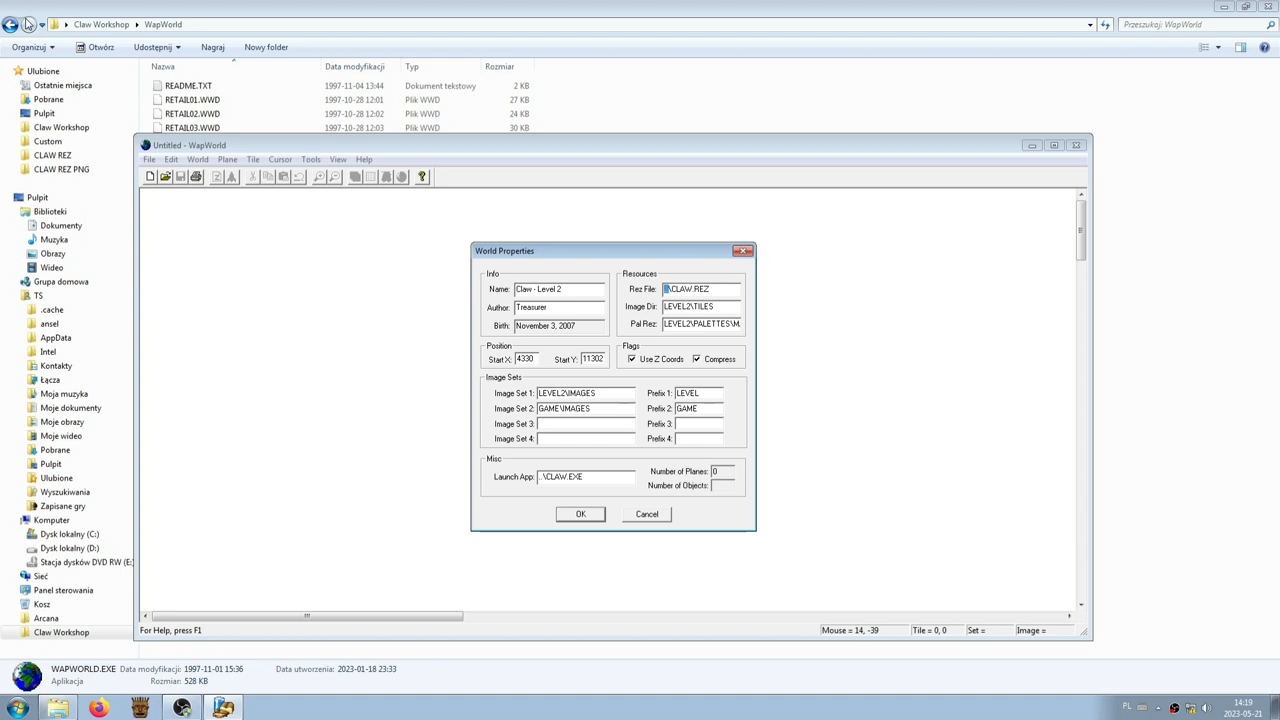 Claw Workshop WapWorld
Przeszukaj: WapWorld
Organizuj Otwórz Udostępnij Nagraj Nowy folder
Nazwa Data modyfikacji Typ Rozmiar
README.TXT 1997-11-04 13:44 Dokument tekstowy 2 KB
RETAIL01.WWD 1997-10-28 12:01 Plik WWD 27 KB
RETAIL02.WWD 1997-10-28 12:02 Plik WWD 24 KB
RETAIL03.WWD 1997-10-28 12:03 Plik WWD 30 KB
Ulubione
Ostatnie miejsca
Pobrane
Pulpit
Claw Workshop
Custom
CLAW REZ
CLAW REZ PNG
Pulpit
Biblioteki
Dokumenty
Muzyka
Obrazy
Wideo
Grupa domowa
TS
.cache
ansel
AppData
Intel
Kontakty
Łącza
Moja muzyka
Moje dokumenty
Moje obrazy
Moje wideo
Pobrane
Pulpit
Ulubione
Wyszukiwania
Zapisane gry
Komputer
Dysk lokalny (C:)
Dysk lokalny (D:)
Stacja dysków DVD RW (E:)
Sieć
Panel sterowania
Kosz
Arcana
Claw Workshop
Untitled - WapWorld
File Edit World Plane Tile Cursor Tools View Help
World Properties
Info
Name: Claw - Level 2
Author: Treasurer
Birth: November 3, 2007
Resources
Rez File: \CLAW.REZ
Image Dir: LEVEL2\TILES
Pal Rez: LEVEL2\PALETTES\M
Position
Start X: 4330 Start Y: 11302
Flags
Use Z Coords Compress
Image Sets
Image Set 1: LEVEL2\IMAGES Prefix 1: LEVEL
Image Set 2: GAME\IMAGES Prefix 2: GAME
Image Set 3: Prefix 3:
Image Set 4: Prefix 4:
Misc
Launch App: ..\CLAW.EXE
Number of Planes: 0
Number of Objects:
OK Cancel
For Help, press F1
Mouse = 14, -39 Tile = 0, 0 Set = Image =
WAPWORLD.EXE Data modyfikacji: 1997-11-01 15:36 Data utworzenia: 2023-01-18 23:33
Aplikacja Rozmiar: 528 KB
PL
14:19
2023-05-21